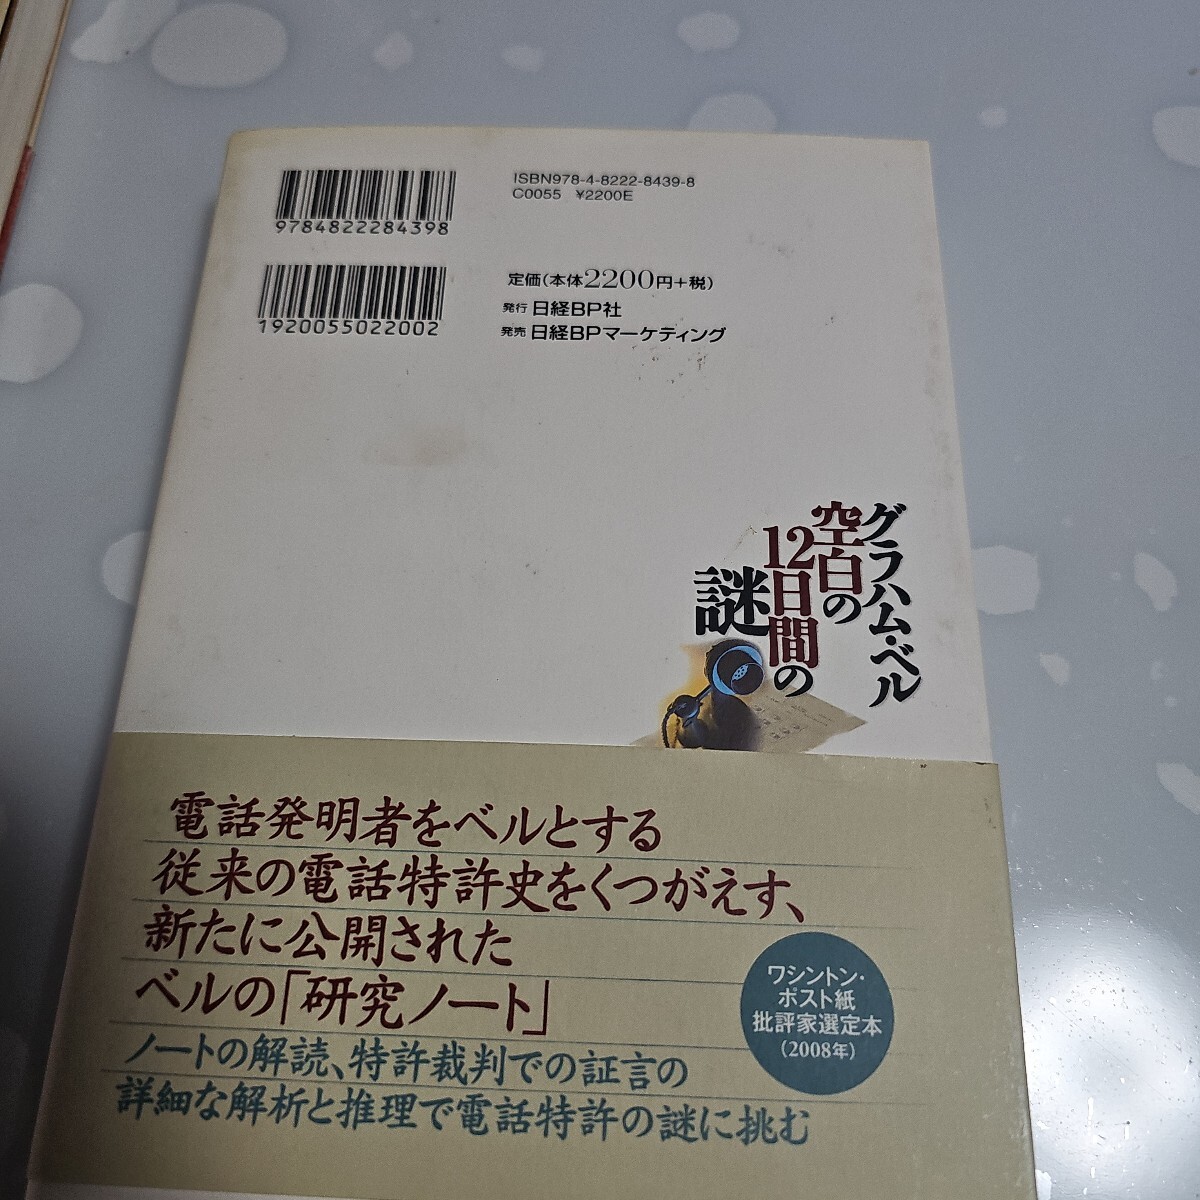 ISBN978-4-8222-8439-8
C0055 ¥2200E
9784822284398
1920055022002
定価(本体2200円+税)
発行 日経BP社
発売 日経BPマーケティング
グラハム・ベル
空白の
12日間の
謎
電話発明者をベルとする
従来の電話特許史をくつがえす、
新たに公開された
ベルの「研究ノート」
ノートの解読、特許裁判での証言の
詳細な解析と推理で電話特許の謎に挑む
ワシントン・
ポスト紙
批評家選定本
(2008年)